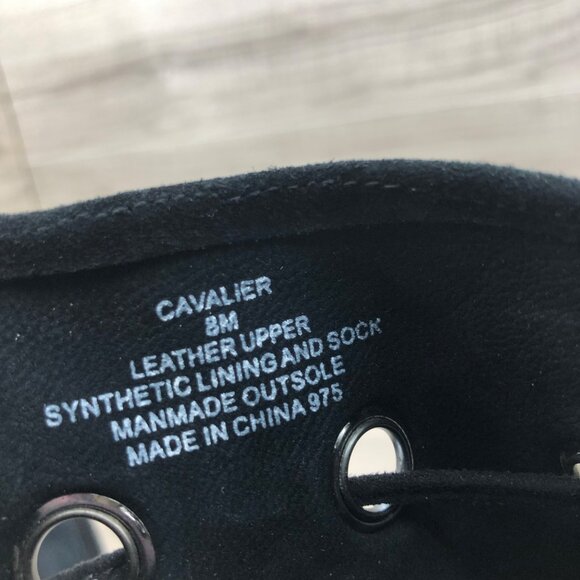 CAVALIER
8M
LEATHER UPPER
SYNTHETIC LINING AND SOCK
MANMADE OUTSOLE
MADE IN CHINA 975